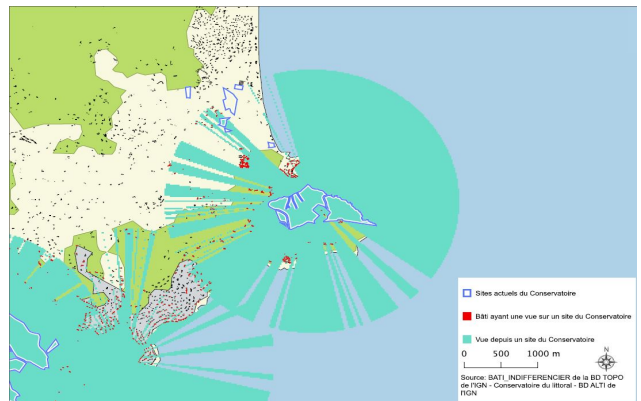 Sites actuels du Conservatoire
Bâti ayant une vue sur un site du Conservatoire
Vue depuis un site du Conservatoire
0 500 1000 m
N
Source: BATI_INDIFFERENCIER de la BD TOPO
de l'IGN - Conservatoire du littoral - BD ALTI de
l'IGN